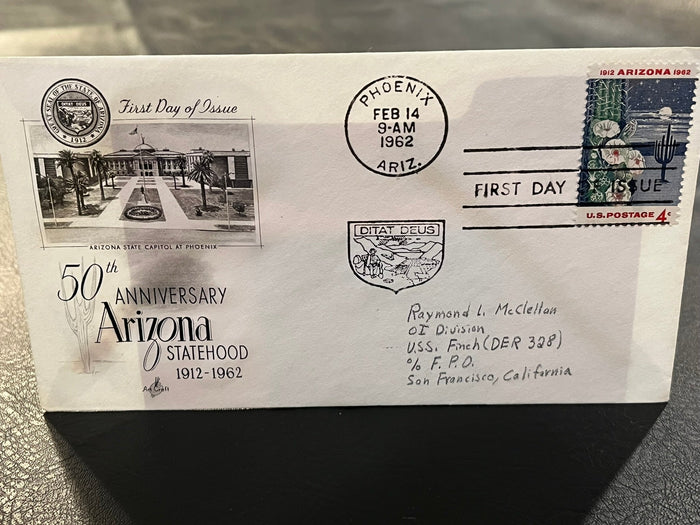 GREAT SEAL OF THE STATE OF ARIZONA
DITAT DEUS
1912
First Day of Issue
ARIZONA STATE CAPITOL AT PHOENIX
50th
ANNIVERSARY
Arizona
STATEHOOD
1912-1962
Art Craft
PHOENIX
FEB 14
9-AM
1962
ARIZ.
1912 ARIZONA 1962
FIRST DAY OF ISSUE
U.S. POSTAGE 4¢
DITAT DEUS
Raymond L. McClellan
OI Division
U.S.S. Finch (DER 328)
% F. P.O.
San Francisco, California